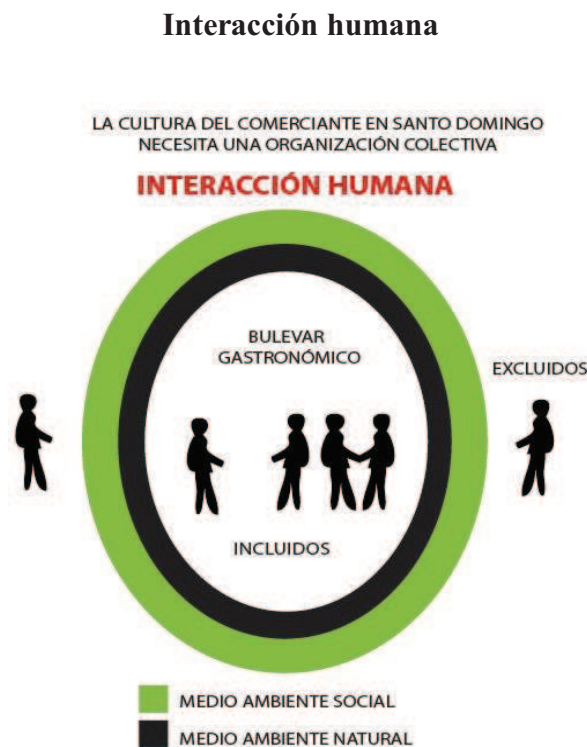 Interacción humana
LA CULTURA DEL COMERCIANTE EN SANTO DOMINGO
NECESITA UNA ORGANIZACIÓN COLECTIVA
INTERACCIÓN HUMANA
BULEVAR
GASTRONÓMICO
EXCLUIDOS
INCLUIDOS
MEDIO AMBIENTE SOCIAL
MEDIO AMBIENTE NATURAL